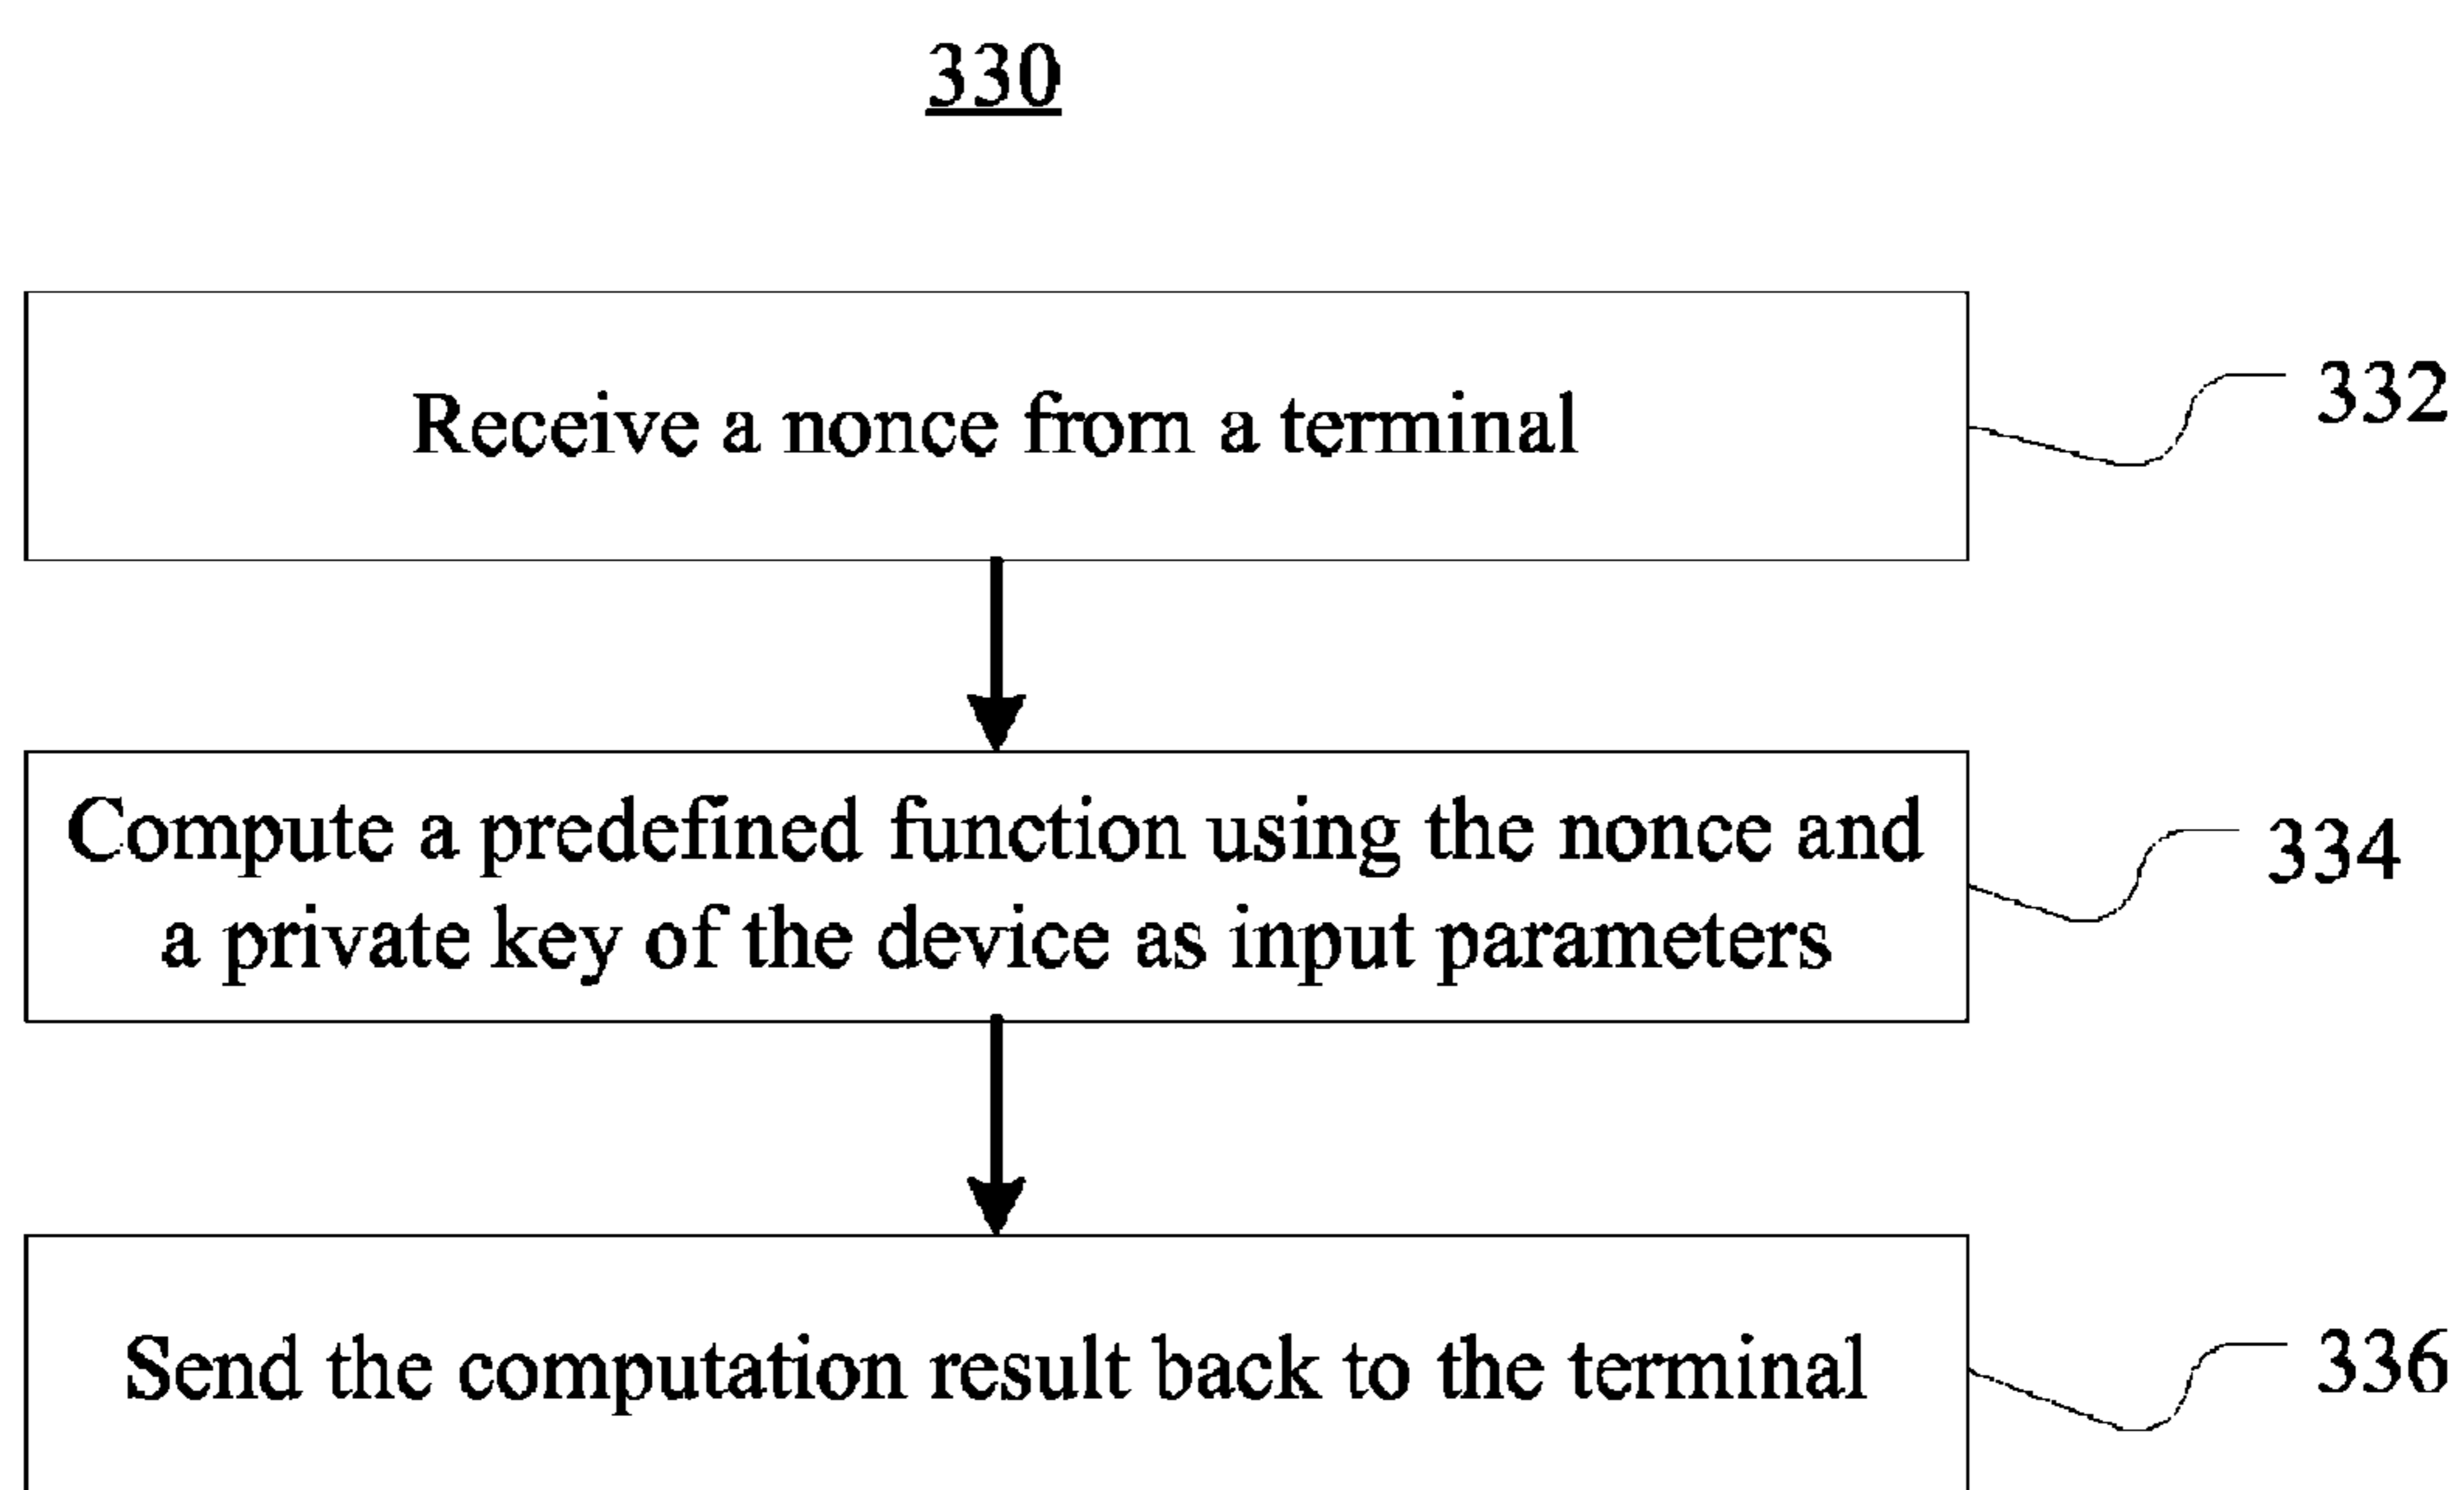 330
Receive a nonce from a terminal
332
Compute a predefined function using the nonce and
a private key of the device as input parameters
334
Send the computation result back to the terminal
336